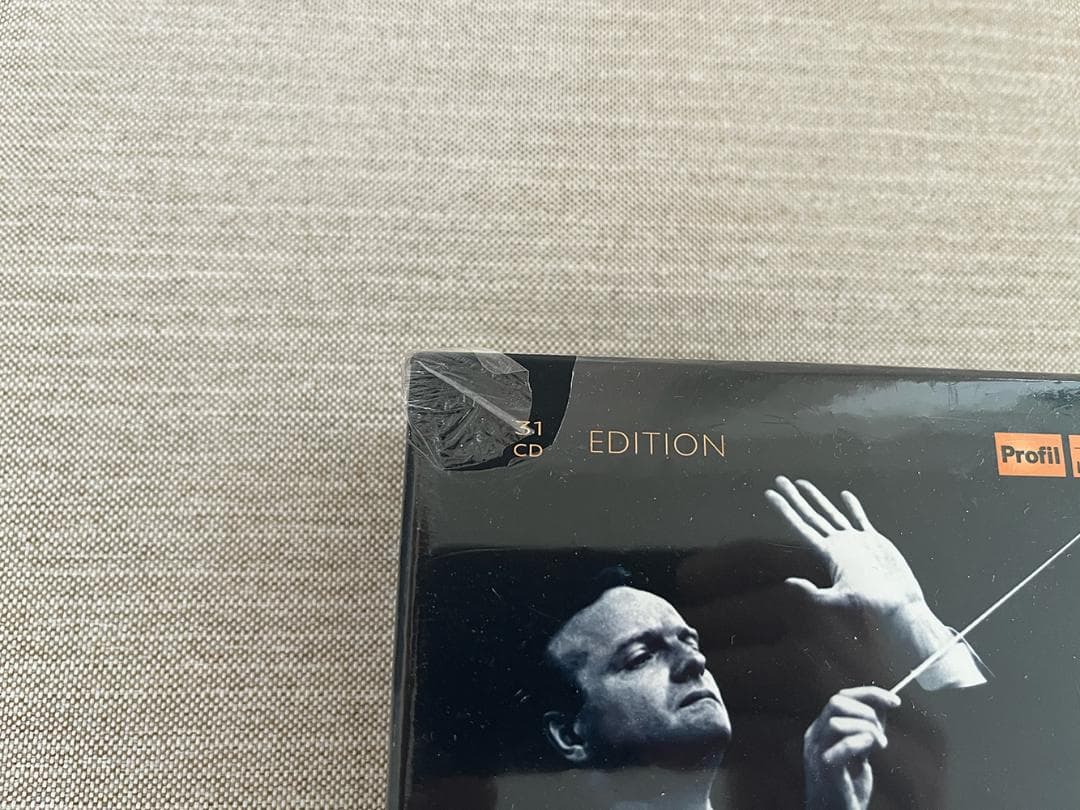 31
CD
EDITION
Profil